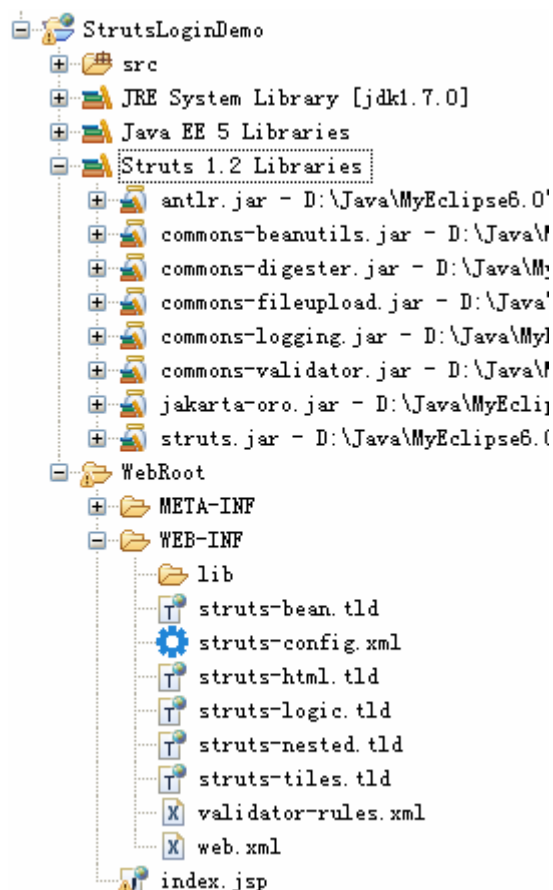 StrutsLoginDemo
src
JRE System Library [jdk1.7.0]
Java EE 5 Libraries
Struts 1.2 Libraries
antlr.jar - D:\Java\MyEclipse6.0
commons-beanutils.jar - D:\Java\
commons-digester.jar - D:\Java\My
commons-fileupload.jar - D:\Java
commons-logging.jar - D:\Java\My
commons-validator.jar - D:\Java\
jakarta-oro.jar - D:\Java\MyEclip
struts.jar - D:\Java\MyEclipse6.0
WebRoot
META-INF
WEB-INF
lib
struts-bean.tld
struts-config.xml
struts-html.tld
struts-logic.tld
struts-nested.tld
struts-tiles.tld
validator-rules.xml
web.xml
index.jsp